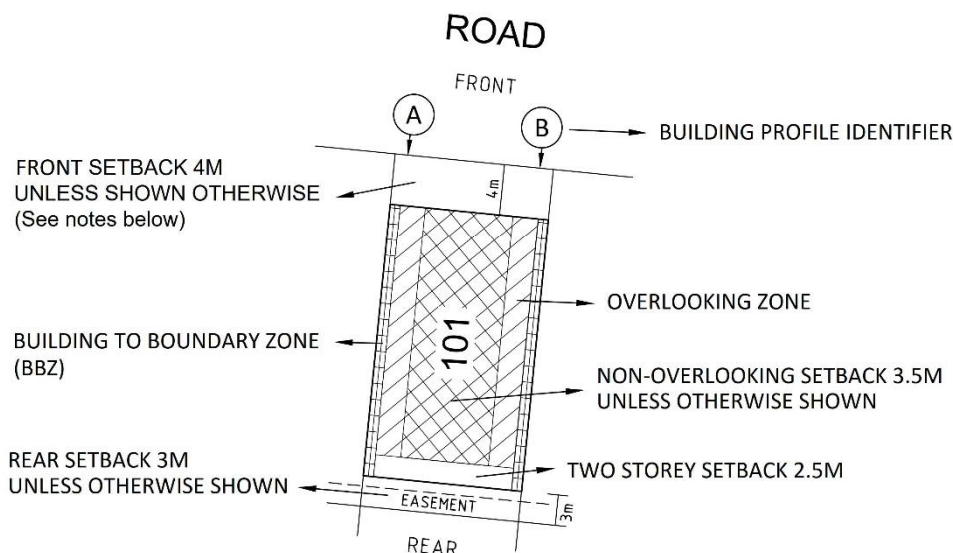 ROAD
FRONT
A
B
BUILDING PROFILE IDENTIFIER
FRONT SETBACK 4M
UNLESS SHOWN OTHERWISE
(See notes below)
4m
OVERLOOKING ZONE
BUILDING TO BOUNDARY ZONE
(BBZ)
101
NON-OVERLOOKING SETBACK 3.5M
UNLESS OTHERWISE SHOWN
REAR SETBACK 3M
UNLESS OTHERWISE SHOWN
TWO STOREY SETBACK 2.5M
EASEMENT
3m
REAR